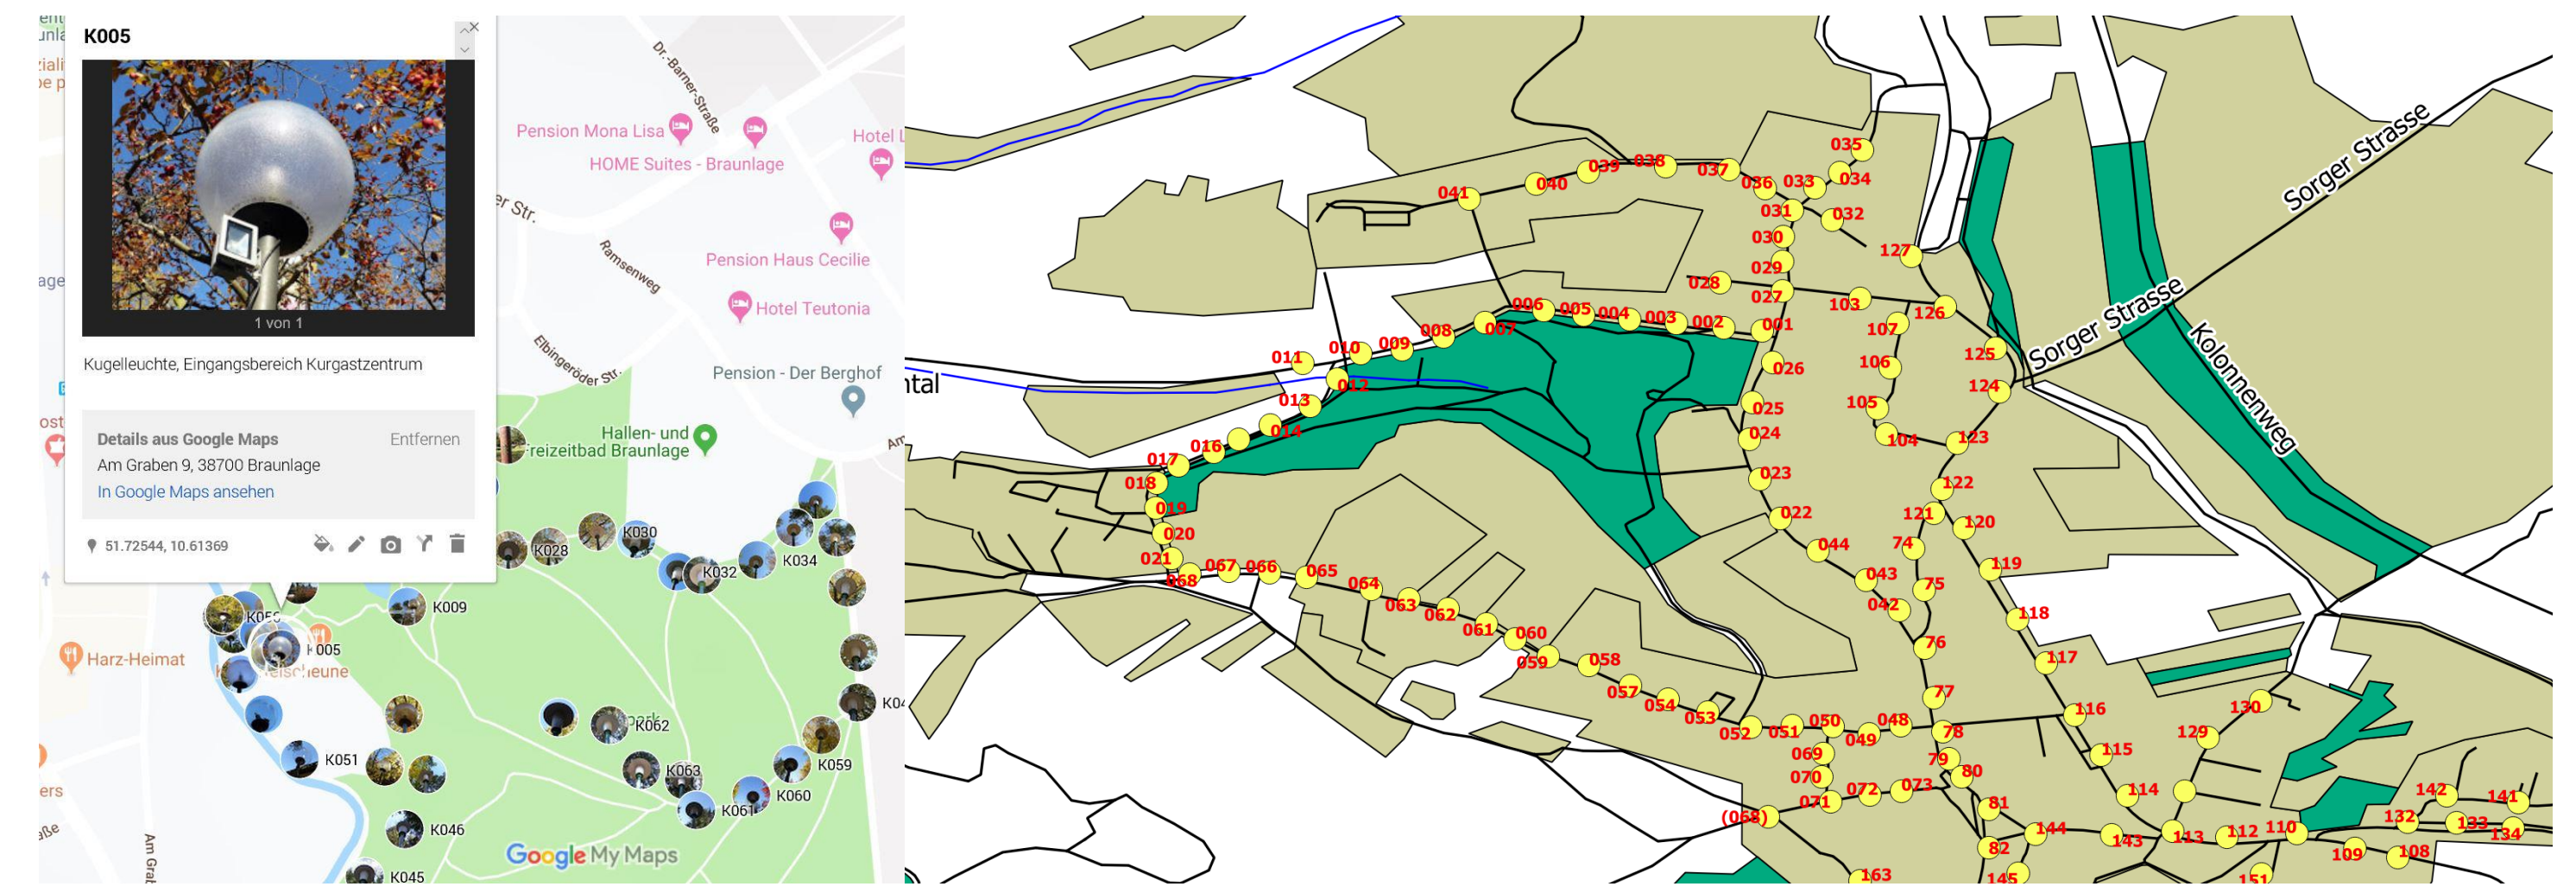 K005
1 von 1
Kugelleuchte, Eingangsbereich Kurgastzentrum
Details aus Google Maps
Entfernen
Am Graben 9, 38700 Braunlage
In Google Maps ansehen
51.72544, 10.61369
Dr.-Barner-Straße
Pension Mona Lisa
HOME Suites - Braunlage
Hotel L
er Str.
Ramsenweg
Pension Haus Cecilie
Hotel Teutonia
Elbingeröder Str.
Pension - Der Berghof
Hallen- und
Freizeitbad Braunlage
Am
K030
K028
K032
K034
K009
K005
Harz-Heimat
K04
K062
K051
K063
K059
K060
K061
K046
K045
Am Grab
Google My Maps
035
034
033
032
031
036
037
038
039
040
041
030
029
028
027
103
127
126
107
106
105
104
125
124
123
122
121
120
119
118
117
116
115
114
001
002
003
004
005
006
007
008
009
010
011
012
013
014
016
017
018
019
020
021
026
025
024
023
022
044
043
042
74
75
76
77
78
79
80
81
82
068
067
066
065
064
063
062
061
060
059
058
057
054
053
052
051
050
049
048
069
070
071
072
073
(068)
163
144
143
145
113
112
110
109
108
151
130
129
142
141
132
133
134
ntal
Sorger Strasse
Sorger Strasse
Kolonnenweg